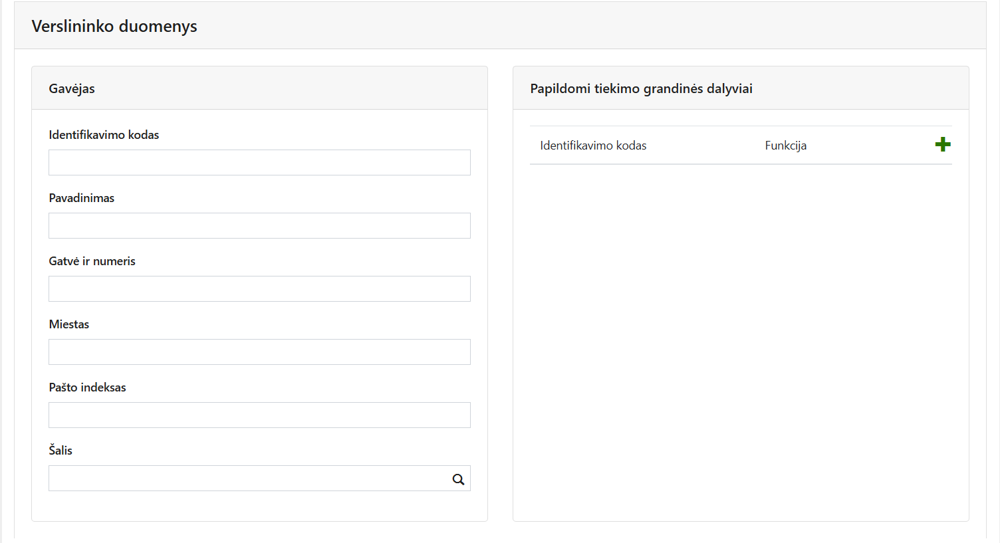 Verslininko duomenys
Gavėjas
Identifikavimo kodas
Pavadinimas
Gatvė ir numeris
Miestas
Pašto indeksas
Šalis
Papildomi tiekimo grandinės dalyviai
Identifikavimo kodas Funkcija